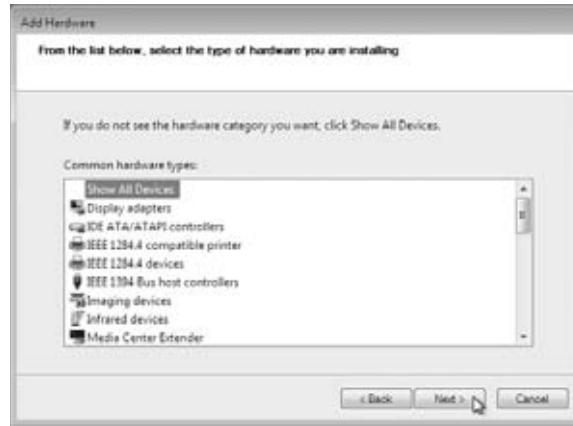 Add Hardware
From the list below, select the type of hardware you are installing
If you do not see the hardware category you want, click Show All Devices.
Common hardware types:
Show All Devices
Display adapters
IDE ATA/ATAPI controllers
IEEE 1284.4 compatible printer
IEEE 1284.4 devices
IEEE 1394 Bus host controllers
Imaging devices
Infrared devices
Media Center Extender
< Back Next > Cancel